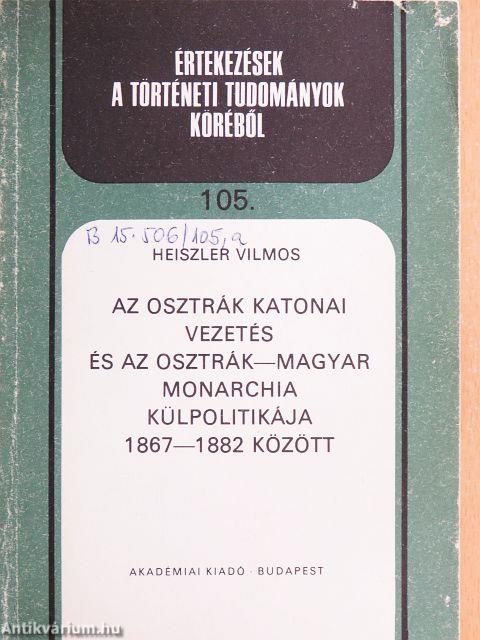 ÉRTEKEZÉSEK
A TÖRTÉNETI TUDOMÁNYOK
KÖRÉBŐL
105.
B 15.506/105,a
HEISZLER VILMOS
AZ OSZTRÁK KATONAI
VEZETÉS
ÉS AZ OSZTRÁK—MAGYAR
MONARCHIA
KÜLPOLITIKÁJA
1867—1882 KÖZÖTT
AKADÉMIAI KIADÓ · BUDAPEST
Antikvárium.hu